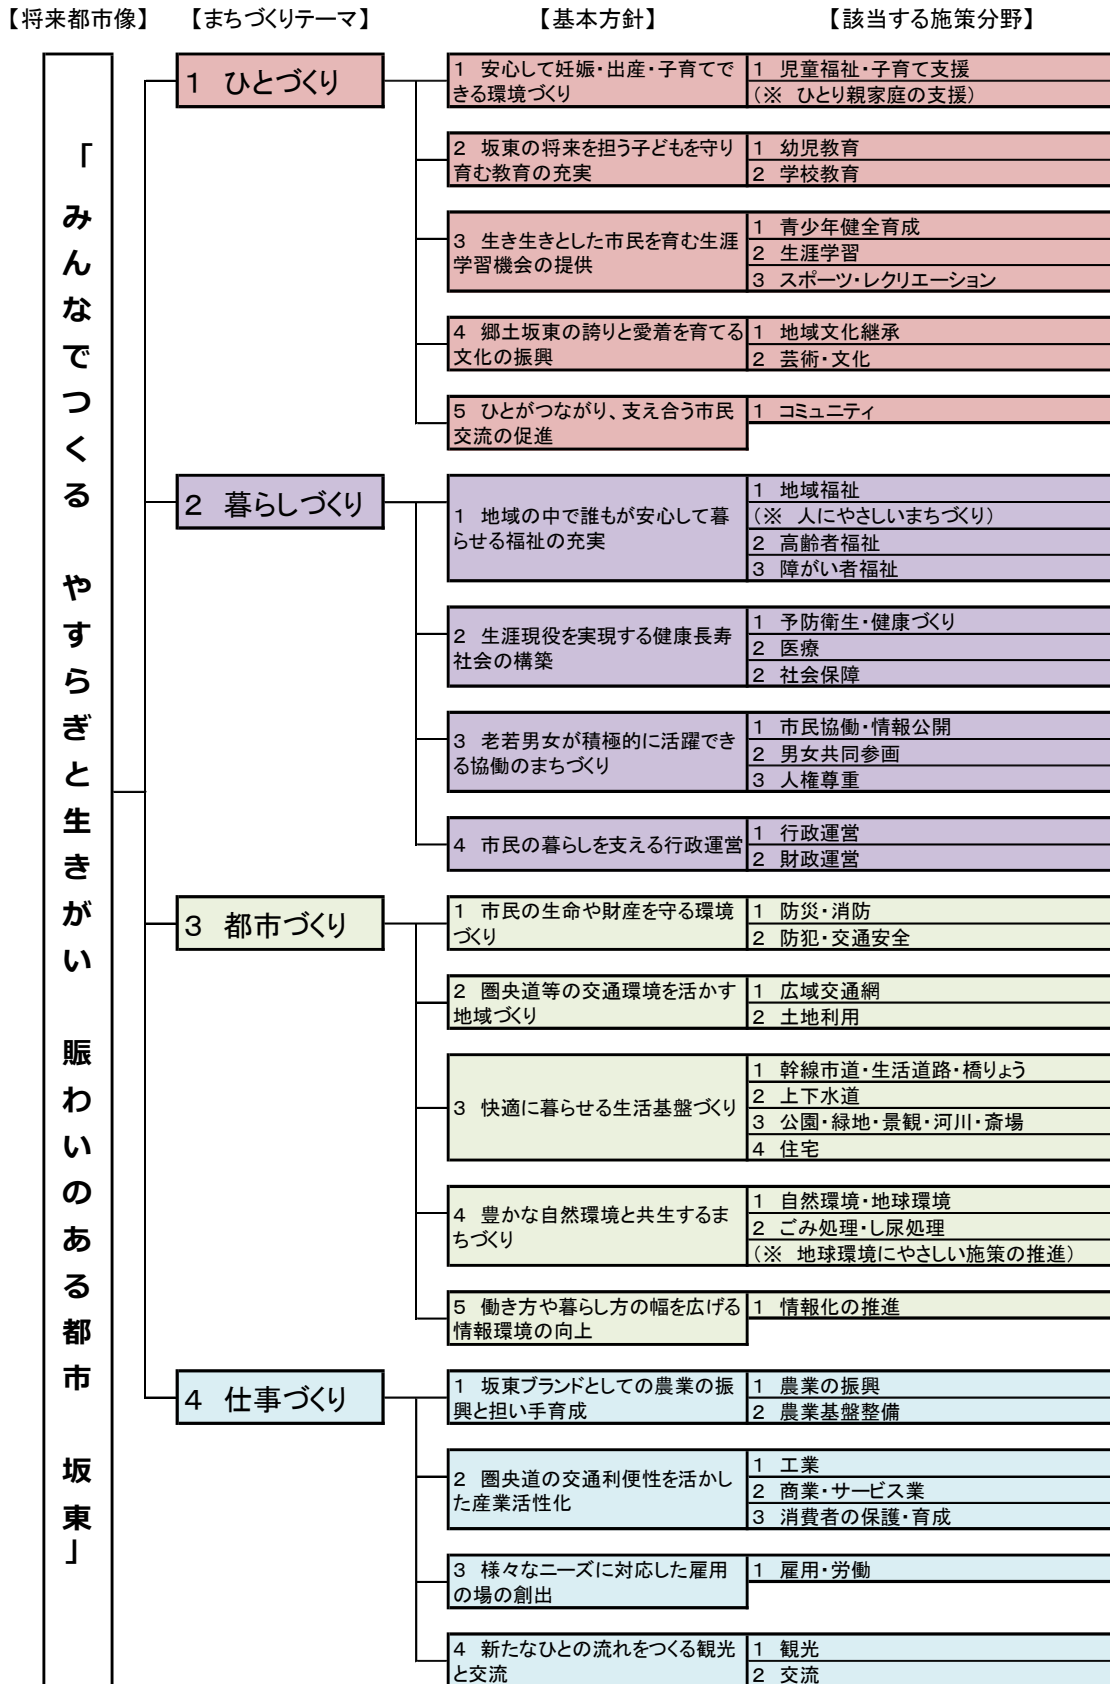 【将来都市像】 【まちづくりテーマ】 【基本方針】 【該当する施策分野】
「みんなでつくる　やすらぎと生きがい　賑わいのある都市　坂東」
1　ひとづくり
1　安心して妊娠・出産・子育てで
きる環境づくり
1　児童福祉・子育て支援
（※　ひとり親家庭の支援）
2　坂東の将来を担う子どもを守り
育む教育の充実
1　幼児教育
2　学校教育
3　生き生きとした市民を育む生涯
学習機会の提供
1　青少年健全育成
2　生涯学習
3　スポーツ・レクリエーション
4　郷土坂東の誇りと愛着を育てる
文化の振興
1　地域文化継承
2　芸術・文化
5　ひとがつながり、支え合う市民
交流の促進
1　コミュニティ
2　暮らしづくり
1　地域の中で誰もが安心して暮
らせる福祉の充実
1　地域福祉
（※　人にやさしいまちづくり）
2　高齢者福祉
3　障がい者福祉
2　生涯現役を実現する健康長寿
社会の構築
1　予防衛生・健康づくり
2　医療
2　社会保障
3　老若男女が積極的に活躍でき
る協働のまちづくり
1　市民協働・情報公開
2　男女共同参画
3　人権尊重
4　市民の暮らしを支える行政運営
1　行政運営
2　財政運営
3　都市づくり
1　市民の生命や財産を守る環境
づくり
1　防災・消防
2　防犯・交通安全
2　圏央道等の交通環境を活かす
地域づくり
1　広域交通網
2　土地利用
3　快適に暮らせる生活基盤づくり
1　幹線市道・生活道路・橋りょう
2　上下水道
3　公園・緑地・景観・河川・斎場
4　住宅
4　豊かな自然環境と共生するま
ちづくり
1　自然環境・地球環境
2　ごみ処理・し尿処理
（※　地球環境にやさしい施策の推進）
5　働き方や暮らし方の幅を広げる
情報環境の向上
1　情報化の推進
4　仕事づくり
1　坂東ブランドとしての農業の振
興と担い手育成
1　農業の振興
2　農業基盤整備
2　圏央道の交通利便性を活かし
た産業活性化
1　工業
2　商業・サービス業
3　消費者の保護・育成
3　様々なニーズに対応した雇用
の場の創出
1　雇用・労働
4　新たなひとの流れをつくる観光
と交流
1　観光
2　交流